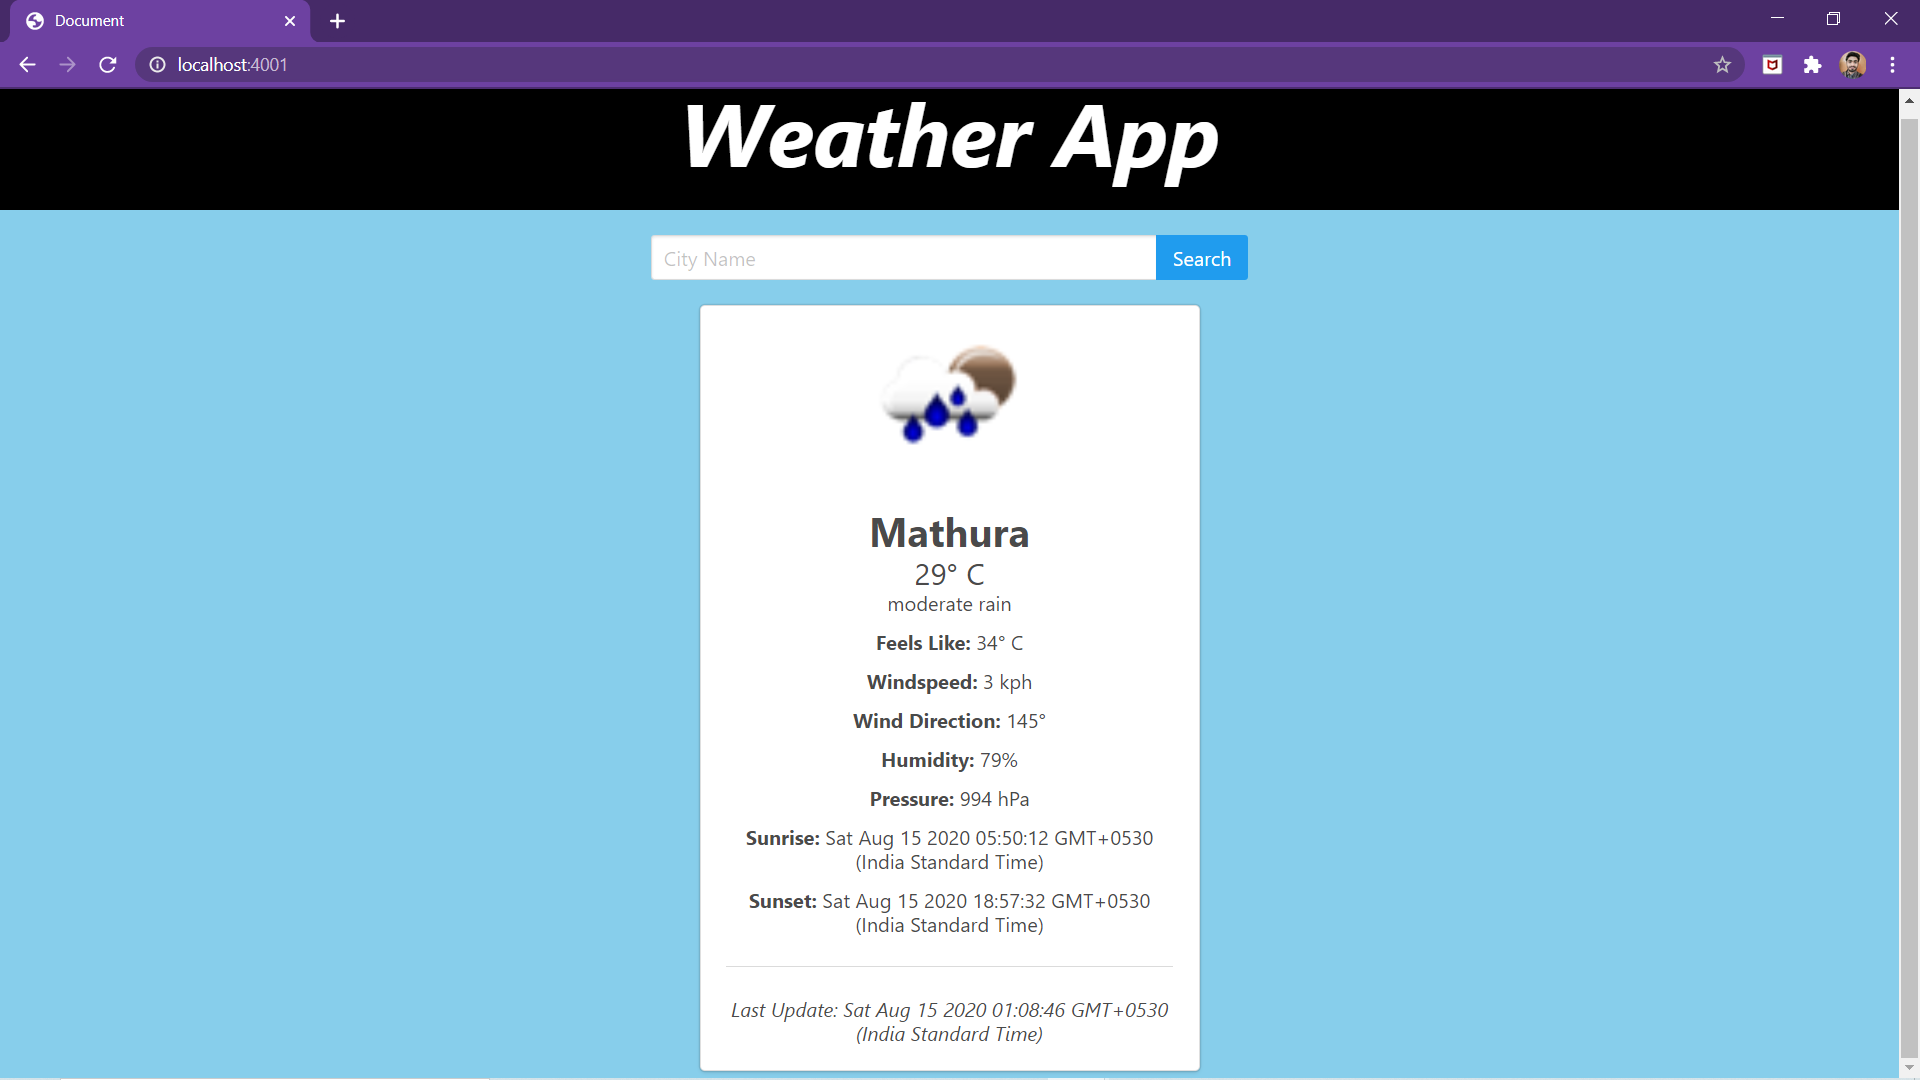 Document
localhost:4001
Weather App
City Name
Search
Mathura
29° C
moderate rain
Feels Like: 34° C
Windspeed: 3 kph
Wind Direction: 145°
Humidity: 79%
Pressure: 994 hPa
Sunrise: Sat Aug 15 2020 05:50:12 GMT+0530
(India Standard Time)
Sunset: Sat Aug 15 2020 18:57:32 GMT+0530
(India Standard Time)
Last Update: Sat Aug 15 2020 01:08:46 GMT+0530
(India Standard Time)